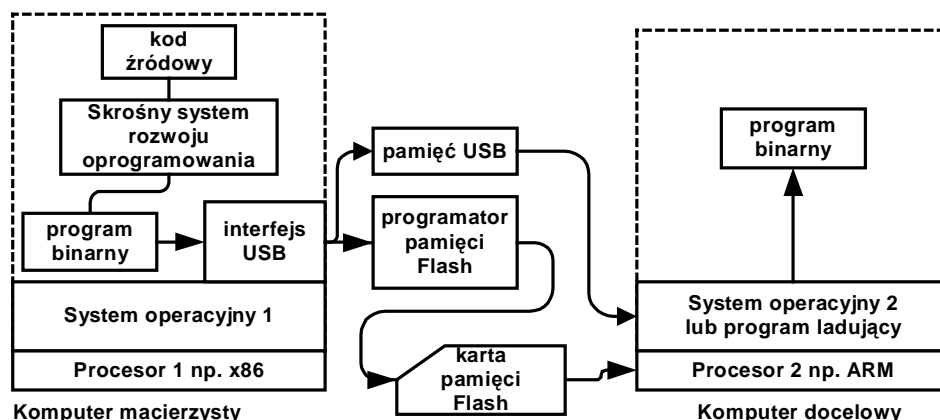 kod
źródowy
Skrośny system
rozwoju
oprogramowania
program
binarny
interfejs
USB
System operacyjny 1
Procesor 1 np. x86
Komputer macierzysty
pamięć USB
programator
pamięci
Flash
karta
pamięci
Flash
program
binarny
System operacyjny 2
lub program ladujący
Procesor 2 np. ARM
Komputer docelowy